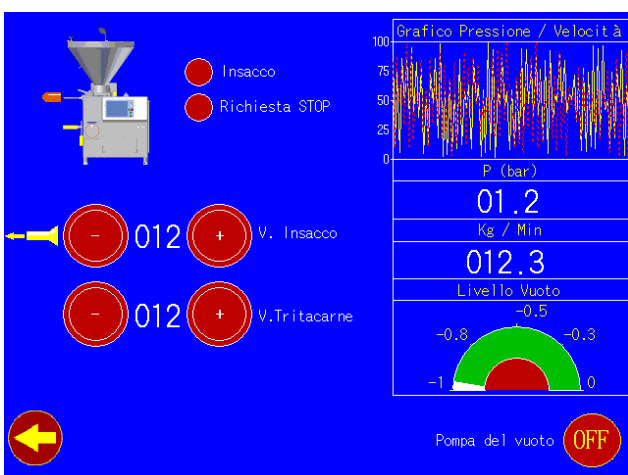 Grafico Pressione / Velocità
100
75
50
25
0
Insacco
Richiesta STOP
P (bar)
01.2
Kg / Min
012.3
- 012 + V. Insacco
- 012 + V.Tritacarne
Livello Vuoto
-0.5
-0.8 -0.3
-1 0
Pompa del vuoto OFF